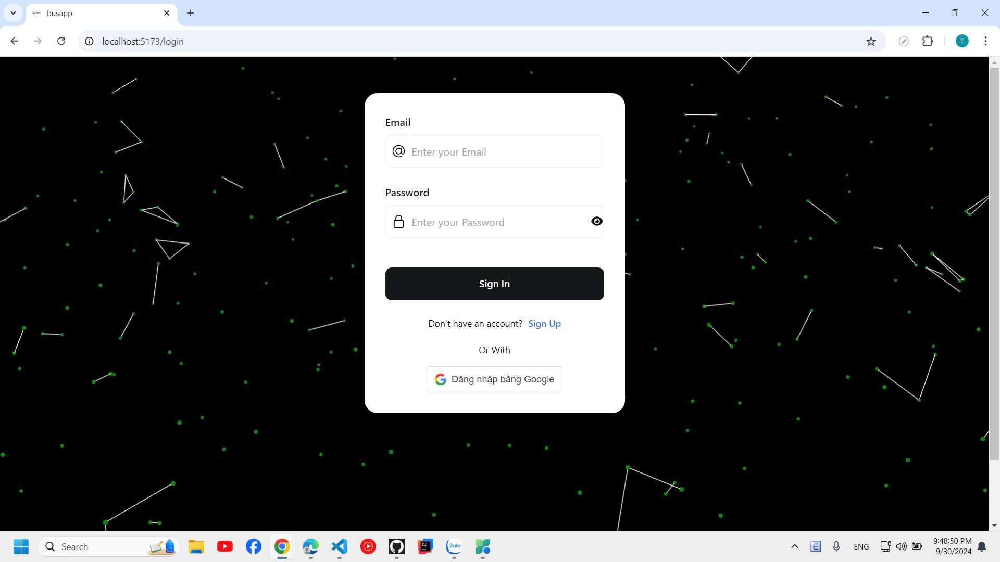 busapp
localhost:5173/login
T
Email
@ Enter your Email
Password
Enter your Password
Sign In
Don't have an account? Sign Up
Or With
G Đăng nhập bằng Google
Search
IJ
Zalo
E
ENG
9:48:50 PM
9/30/2024